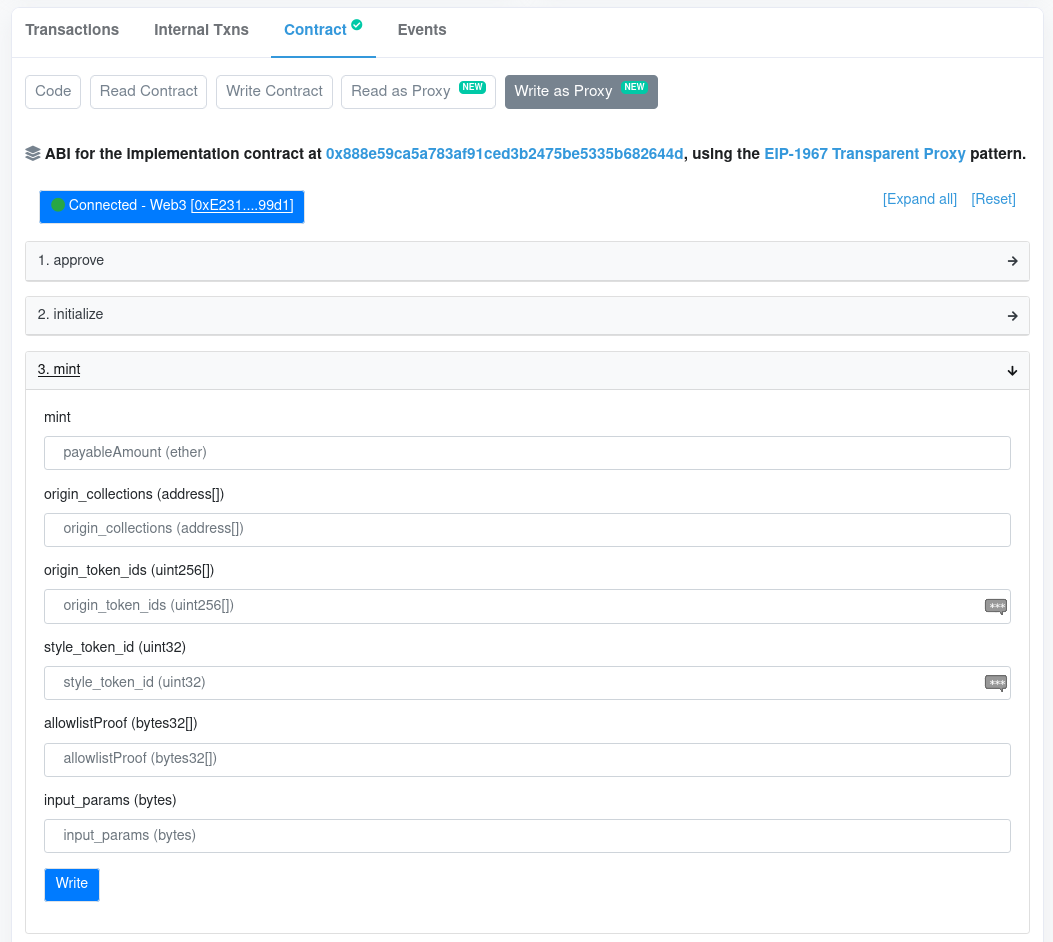 Transactions Internal Txns Contract Events
Code Read Contract Write Contract Read as Proxy NEW Write as Proxy NEW
ABI for the implementation contract at 0x888e59ca5a783af91ced3b2475be5335b682644d, using the EIP-1967 Transparent Proxy pattern.
Connected - Web3 [0xE231....99d1] [Expand all] [Reset]
1. approve
2. initialize
3. mint
mint
payableAmount (ether)
origin_collections (address[])
origin_collections (address[])
origin_token_ids (uint256[])
origin_token_ids (uint256[]) ***
style_token_id (uint32)
style_token_id (uint32) ***
allowlistProof (bytes32[])
allowlistProof (bytes32[])
input_params (bytes)
input_params (bytes)
Write